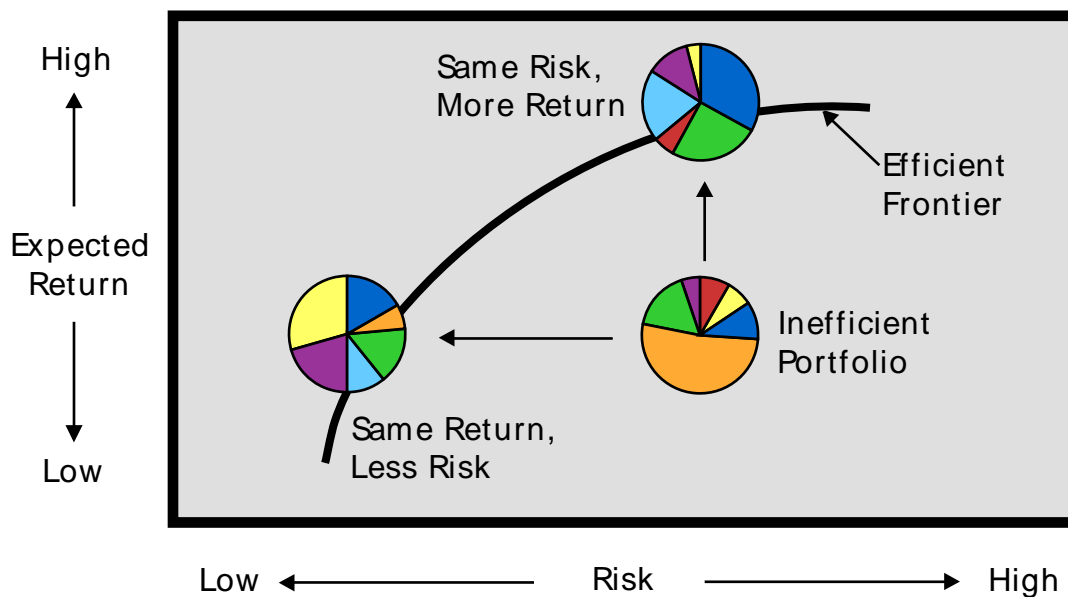 High
Expected
Return
Low
Same Risk,
More Return
Efficient
Frontier
Inefficient
Portfolio
Same Return,
Less Risk
Low
Risk
High